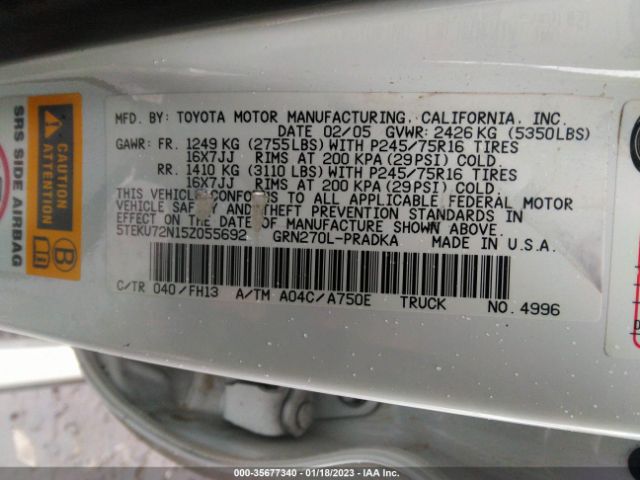 MFD. BY: TOYOTA MOTOR MANUFACTURING, CALIFORNIA, INC.
DATE 02/05 GVWR: 2426 KG (5350LBS)
GAWR: FR. 1249 KG (2755LBS) WITH P245/75R16 TIRES
16X7JJ RIMS AT 200 KPA (29PSI) COLD.
RR. 1410 KG (3110 LBS) WITH P245/75R16 TIRES
16X7JJ RIMS AT 200 KPA (29PSI) COLD.
THIS VEHICLE CONFORMS TO ALL APPLICABLE FEDERAL MOTOR
VEHICLE SAFETY AND THEFT PREVENTION STANDARDS IN
EFFECT ON THE DATE OF MANUFACTURE SHOWN ABOVE.
5TEKU72N15Z055692 GRN270L-PRADKA MADE IN U.S.A.
C/TR 040/FH13 A/TM A04C/A750E TRUCK NO. 4996
SRS SIDE AIRBAG
CAUTION
ATTENTION
B
000-35677340 - 01/18/2023 - IAA Inc.